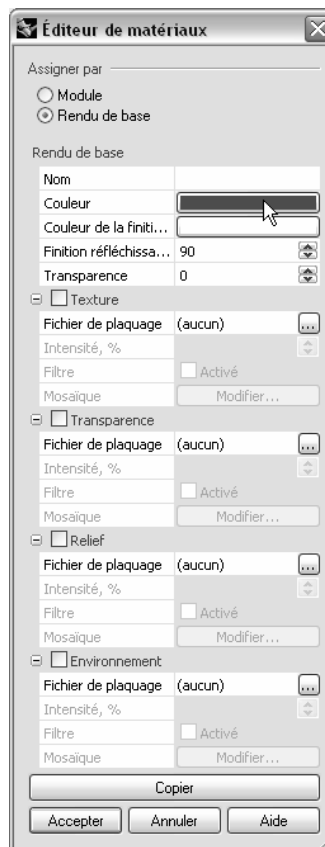 Éditeur de matériaux
Assigner par
Module
Rendu de base
Rendu de base
Nom
Couleur
Couleur de la finiti...
Finition réfléchissa... 90
Transparence 0
Texture
Fichier de plaquage (aucun) ...
Intensité, %
Filtre Activé
Mosaïque Modifier...
Transparence
Fichier de plaquage (aucun) ...
Intensité, %
Filtre Activé
Mosaïque Modifier...
Relief
Fichier de plaquage (aucun) ...
Intensité, %
Filtre Activé
Mosaïque Modifier...
Environnement
Fichier de plaquage (aucun) ...
Intensité, %
Filtre Activé
Mosaïque Modifier...
Copier
Accepter Annuler Aide